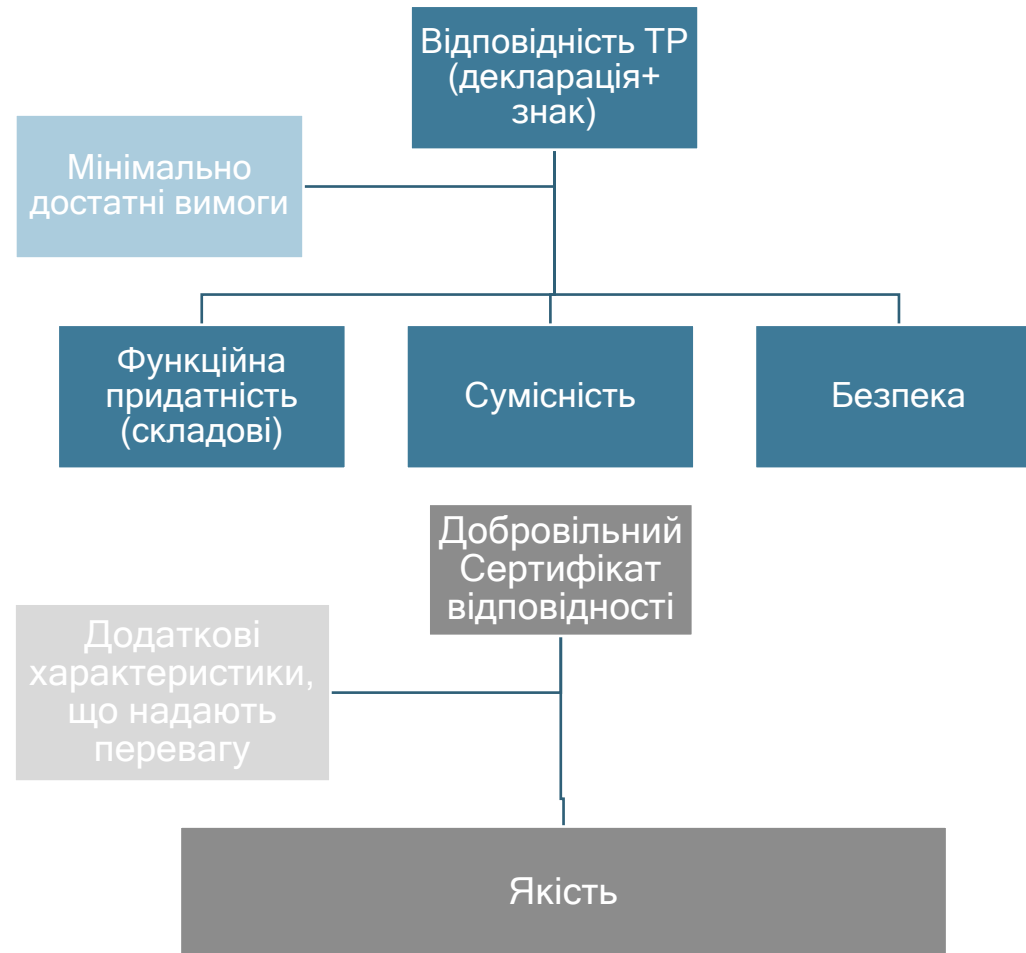 Відповідність ТР
(декларація+
знак)
Мінімально
достатні вимоги
Функційна
придатність
(складові)
Сумісність
Безпека
Добровільний
Сертифікат
відповідності
Додаткові
характеристики,
що надають
перевагу
Якість